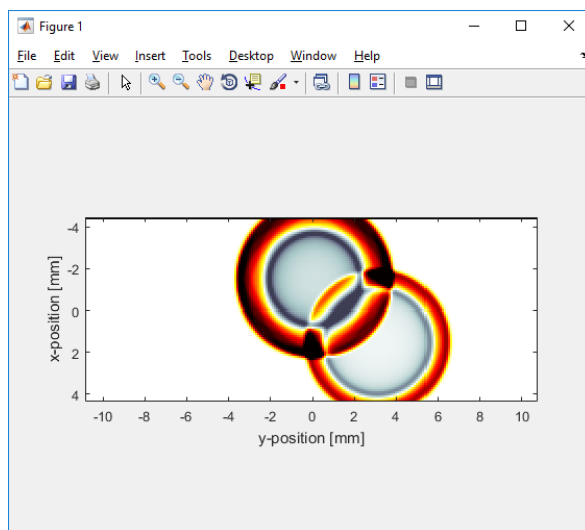 Figure 1
File Edit View Insert Tools Desktop Window Help
-4
-2
0
2
4
x-position [mm]
-10 -8 -6 -4 -2 0 2 4 6 8 10
y-position [mm]